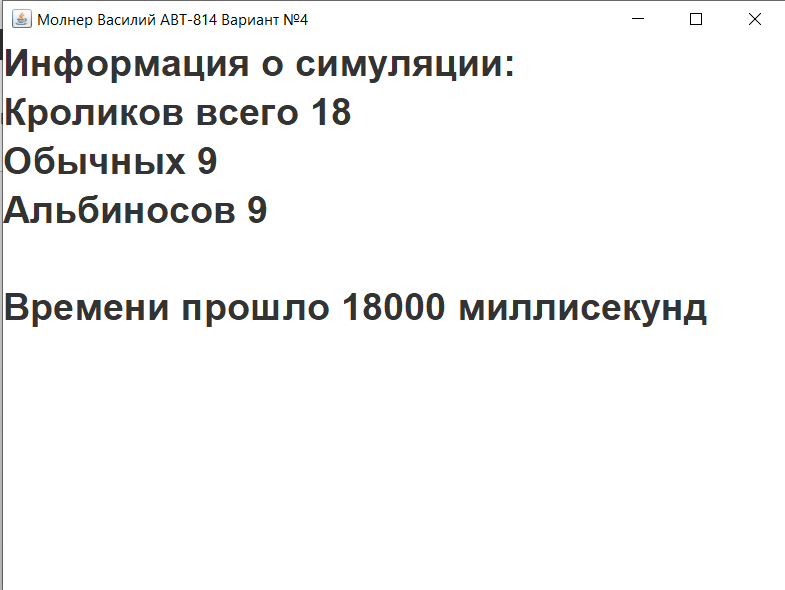 Молнер Василий АВТ-814 Вариант №4
Информация о симуляции:
Кроликов всего 18
Обычных 9
Альбиносов 9
Времени прошло 18000 миллисекунд